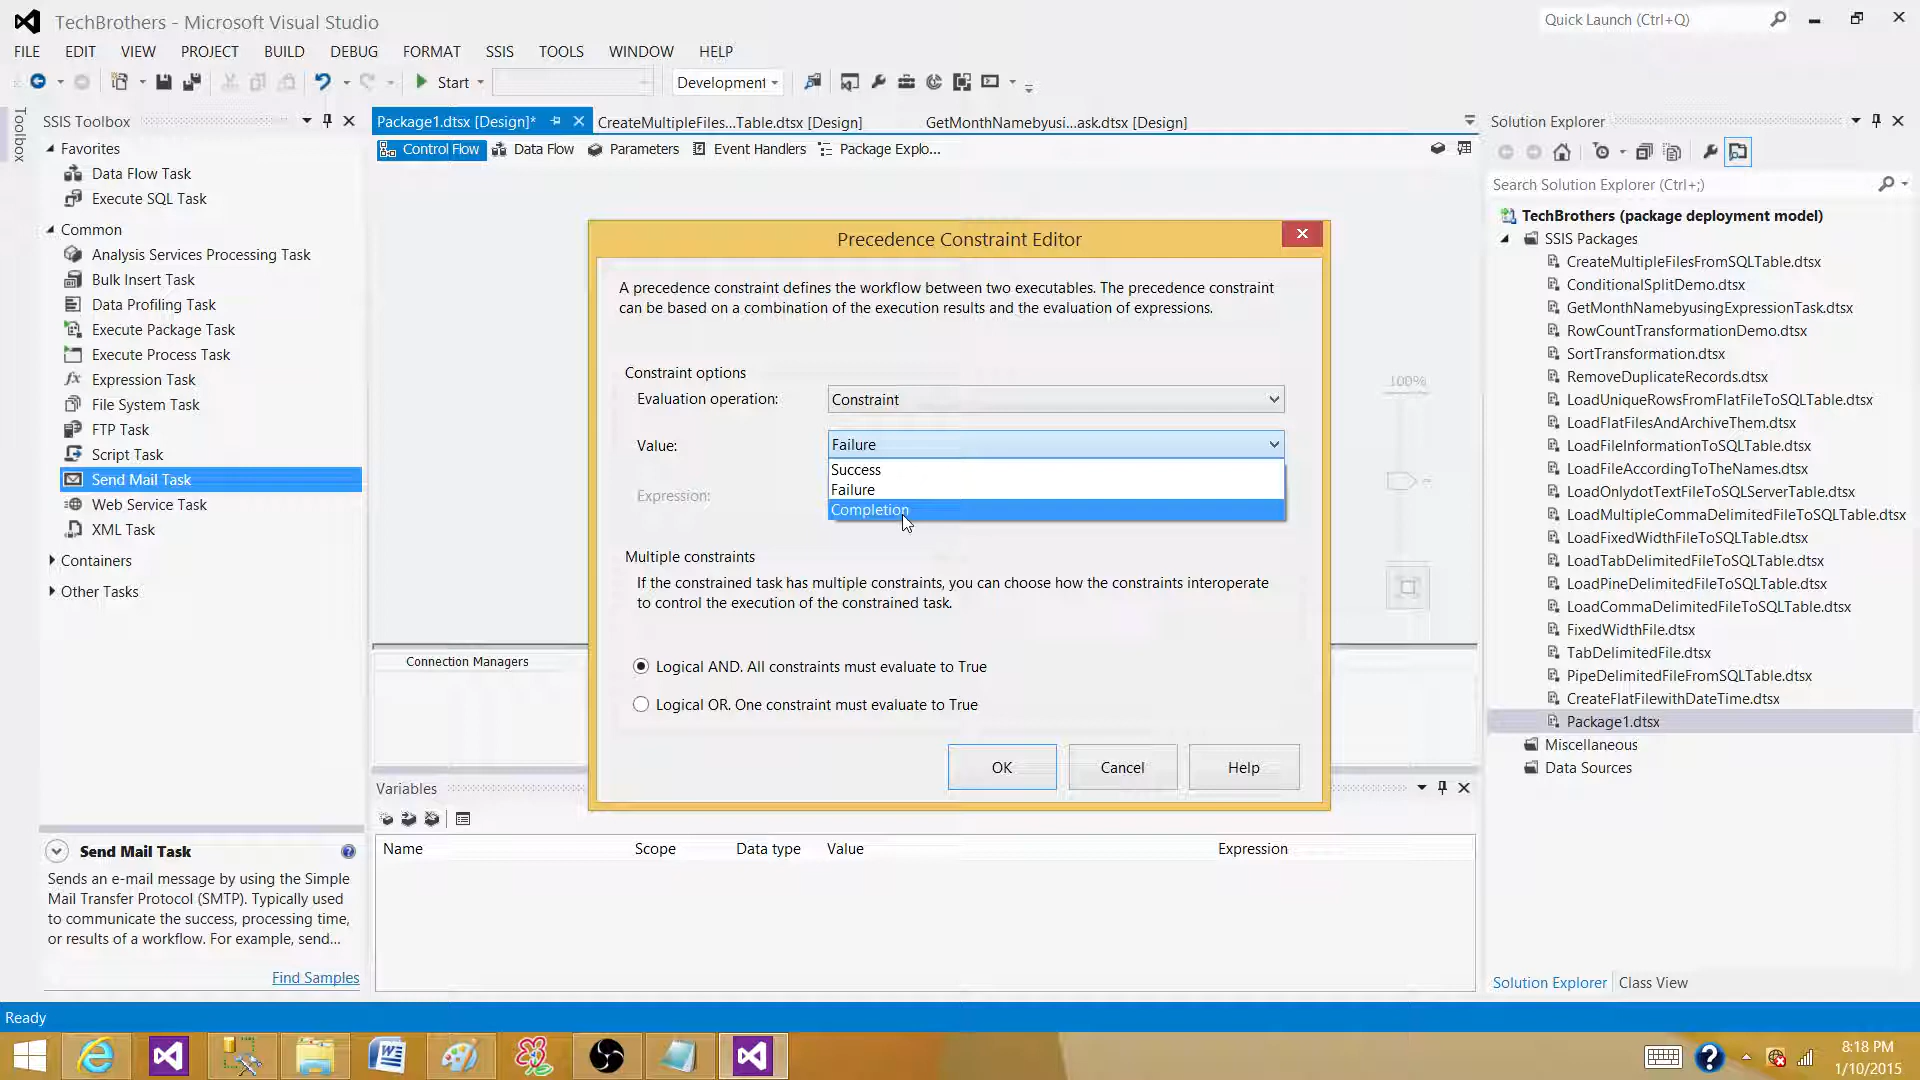 TechBrothers - Microsoft Visual Studio
Quick Launch (Ctrl+Q)
FILE EDIT VIEW PROJECT BUILD DEBUG FORMAT SSIS TOOLS WINDOW HELP
Start Development
Toolbox
SSIS Toolbox
Favorites
Data Flow Task
Execute SQL Task
Common
Analysis Services Processing Task
Bulk Insert Task
Data Profiling Task
Execute Package Task
Execute Process Task
Expression Task
File System Task
FTP Task
Script Task
Send Mail Task
Web Service Task
XML Task
Containers
Other Tasks
Send Mail Task
Sends an e-mail message by using the Simple
Mail Transfer Protocol (SMTP). Typically used
to communicate the success, processing time,
or results of a workflow. For example, send...
Find Samples
Package1.dtsx [Design]* CreateMultipleFiles...Table.dtsx [Design] GetMonthNamebyusi...ask.dtsx [Design]
Control Flow Data Flow Parameters Event Handlers Package Explo...
Precedence Constraint Editor
A precedence constraint defines the workflow between two executables. The precedence constraint
can be based on a combination of the execution results and the evaluation of expressions.
Constraint options
Evaluation operation: Constraint
Value: Failure
Success
Failure
Completion
Expression:
Multiple constraints
If the constrained task has multiple constraints, you can choose how the constraints interoperate
to control the execution of the constrained task.
Logical AND. All constraints must evaluate to True
Logical OR. One constraint must evaluate to True
OK Cancel Help
100%
Connection Managers
Variables
Name Scope Data type Value Expression
Solution Explorer
Search Solution Explorer (Ctrl+;)
TechBrothers (package deployment model)
SSIS Packages
CreateMultipleFilesFromSQLTable.dtsx
ConditionalSplitDemo.dtsx
GetMonthNamebyusingExpressionTask.dtsx
RowCountTransformationDemo.dtsx
SortTransformation.dtsx
RemoveDuplicateRecords.dtsx
LoadUniqueRowsFromFlatFileToSQLTable.dtsx
LoadFlatFilesAndArchiveThem.dtsx
LoadFileInformationToSQLTable.dtsx
LoadFileAccordingToTheNames.dtsx
LoadOnlydotTextFileToSQLServerTable.dtsx
LoadMultipleCommaDelimitedFileToSQLTable.dtsx
LoadFixedWidthFileToSQLTable.dtsx
LoadTabDelimitedFileToSQLTable.dtsx
LoadPineDelimitedFileToSQLTable.dtsx
LoadCommaDelimitedFileToSQLTable.dtsx
FixedWidthFile.dtsx
TabDelimitedFile.dtsx
PipeDelimitedFileFromSQLTable.dtsx
CreateFlatFilewithDateTime.dtsx
Package1.dtsx
Miscellaneous
Data Sources
Solution Explorer Class View
Ready
8:18 PM
1/10/2015